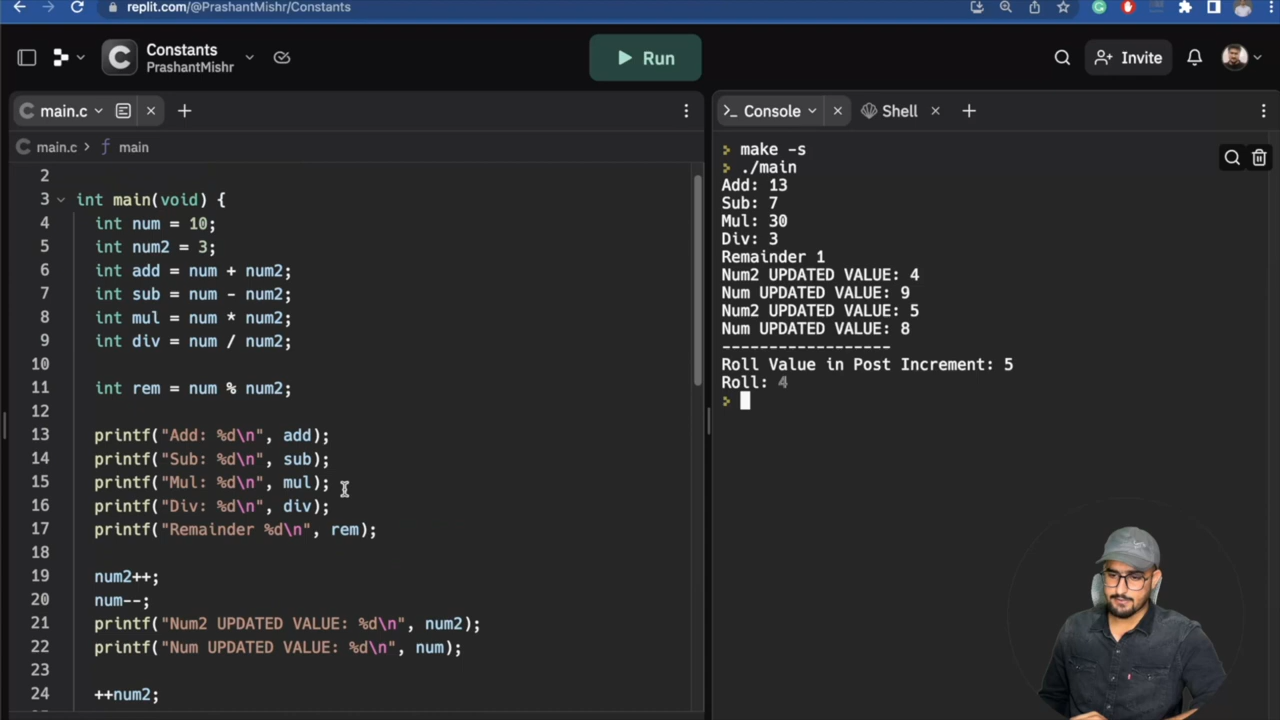 replit.com/@PrashantMishr/Constants
Constants
PrashantMishr
Run
Invite
main.c
Console
Shell
main.c > f main
2
3 int main(void) {
4 int num = 10;
5 int num2 = 3;
6 int add = num + num2;
7 int sub = num - num2;
8 int mul = num * num2;
9 int div = num / num2;
10
11 int rem = num % num2;
12
13 printf("Add: %d\n", add);
14 printf("Sub: %d\n", sub);
15 printf("Mul: %d\n", mul);
16 printf("Div: %d\n", div);
17 printf("Remainder %d\n", rem);
18
19 num2++;
20 num--;
21 printf("Num2 UPDATED VALUE: %d\n", num2);
22 printf("Num UPDATED VALUE: %d\n", num);
23
24 ++num2;
> make -s
> ./main
Add: 13
Sub: 7
Mul: 30
Div: 3
Remainder 1
Num2 UPDATED VALUE: 4
Num UPDATED VALUE: 9
Num2 UPDATED VALUE: 5
Num UPDATED VALUE: 8
------------------
Roll Value in Post Increment: 5
Roll: 4
>